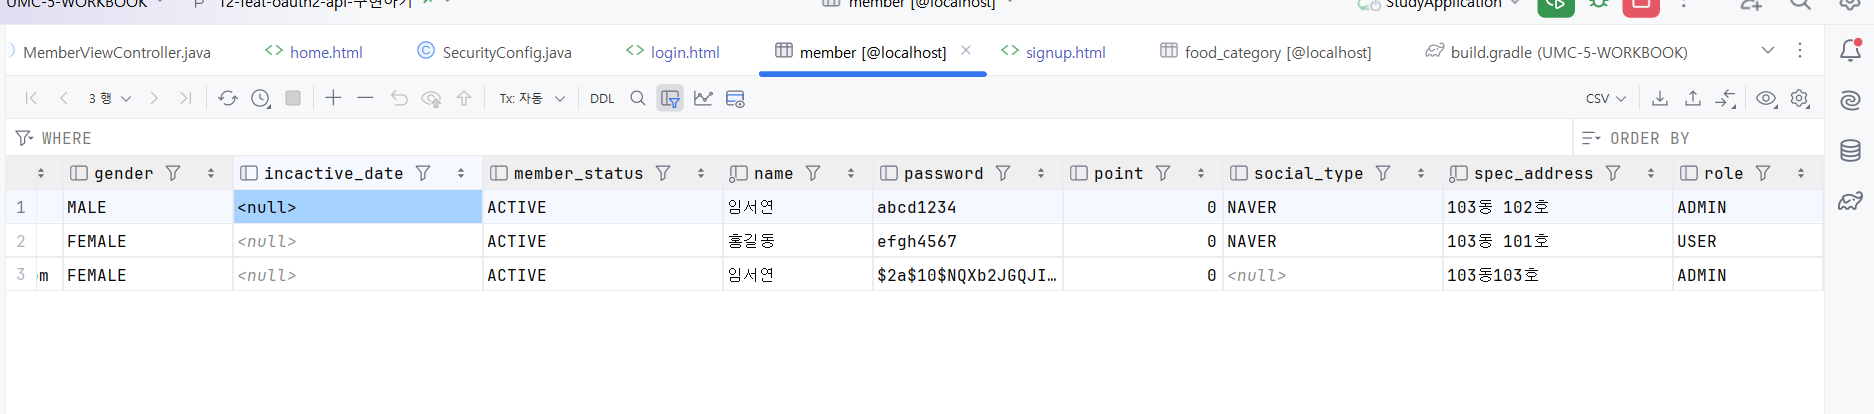 UMC-5-WORKBOOK 12-feat-oauth2-api-구현하기 member [@localhost] StudyApplication
MemberViewController.java home.html SecurityConfig.java login.html member [@localhost] signup.html food_category [@localhost] build.gradle (UMC-5-WORKBOOK)
3 행 Tx: 자동 DDL CSV
WHERE ORDER BY
gender incactive_date member_status name password point social_type spec_address role
1 MALE <null> ACTIVE 임서연 abcd1234 0 NAVER 103동 102호 ADMIN
2 FEMALE <null> ACTIVE 홍길동 efgh4567 0 NAVER 103동 101호 USER
3 FEMALE <null> ACTIVE 임서연 $2a$10$NQXb2JGQJI... 0 <null> 103동103호 ADMIN